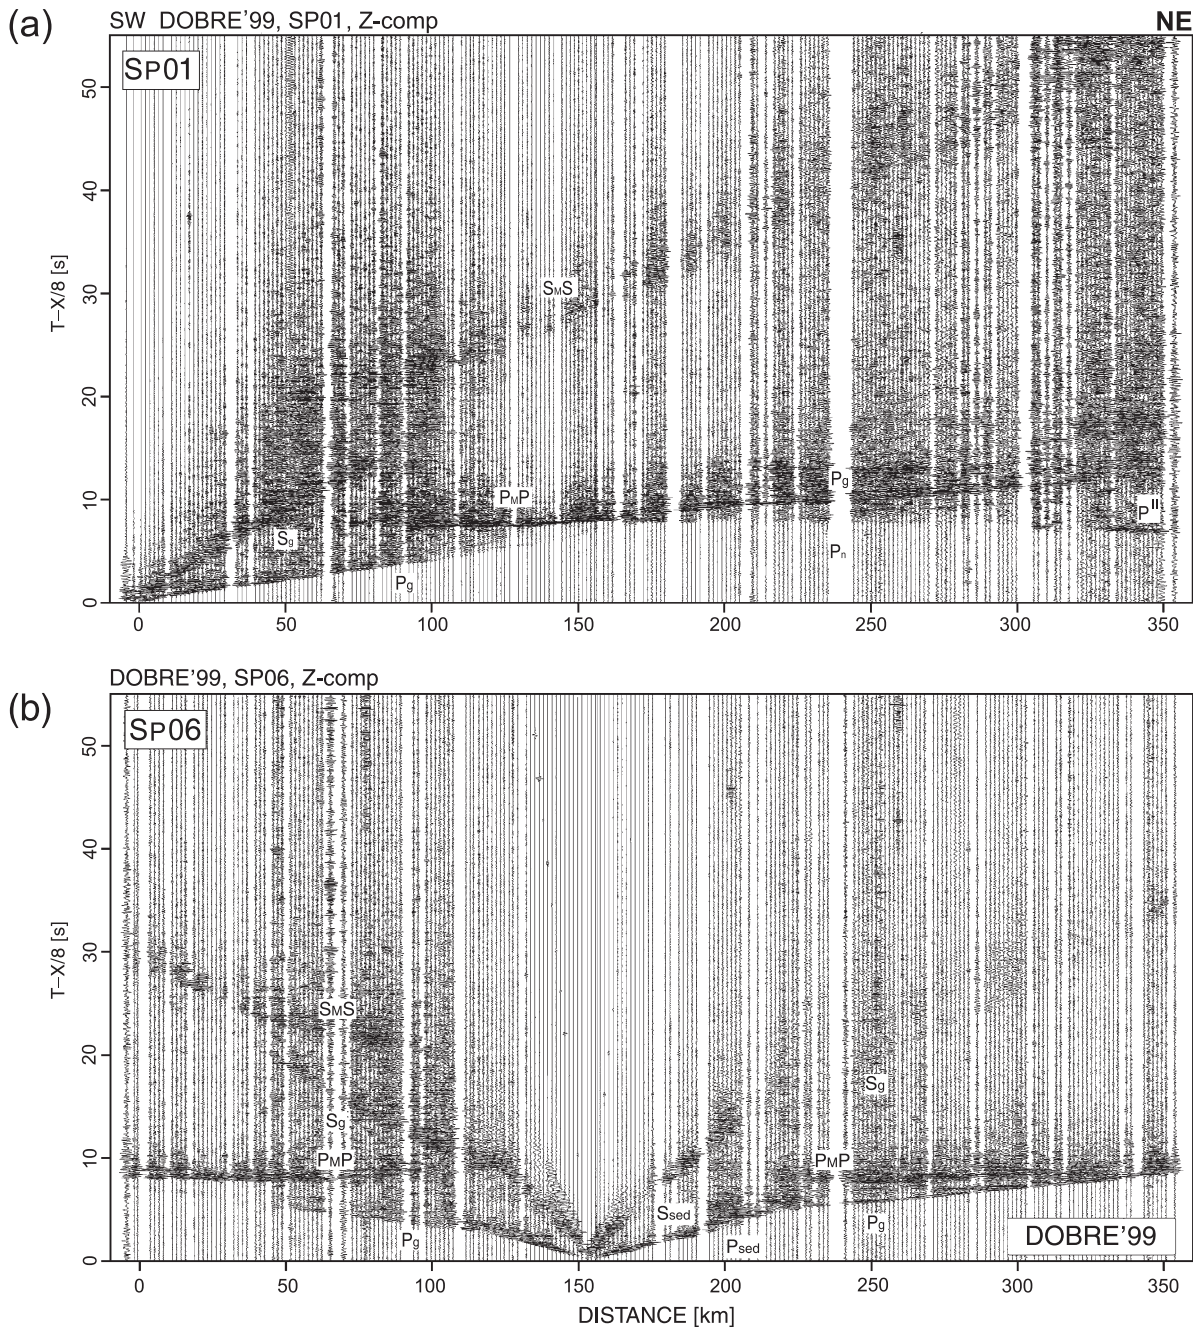 (a)
SW DOBRE'99, SP01, Z-comp NE
SP01
T–X/8 [s]
50
40
30
20
10
0
SMS
PMP
Pg
Sg
Pg
Pn
PII
0 50 100 150 200 250 300 350
(b)
DOBRE'99, SP06, Z-comp
SP06
T–X/8 [s]
50
40
30
20
10
0
SMS
Sg
PMP
Pg
Ssed
Psed
PMP
Sg
Pg
DOBRE'99
0 50 100 150 200 250 300 350
DISTANCE [km]